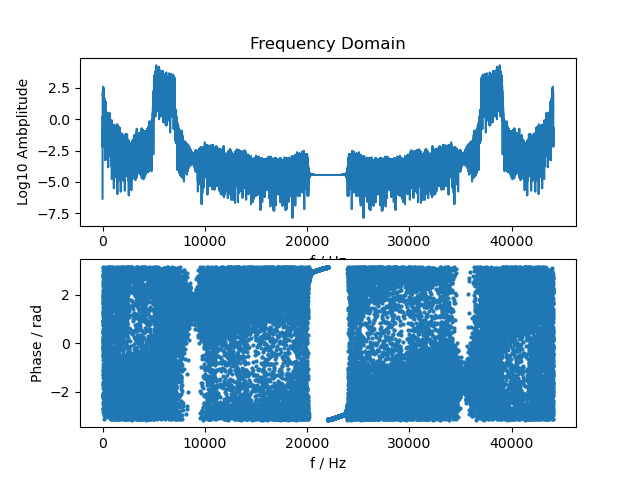 Frequency Domain
Log10 Ambplitude
2.5
0.0
−2.5
−5.0
−7.5
0 10000 20000 30000 40000
f / Hz
Phase / rad
2
0
−2
0 10000 20000 30000 40000
f / Hz